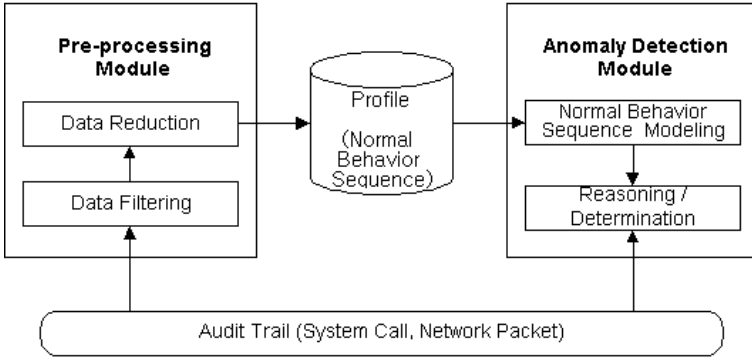 Pre-processing
Module
Data Reduction
Data Filtering
Profile
(Normal
Behavior
Sequence)
Anomaly Detection
Module
Normal Behavior
Sequence Modeling
Reasoning /
Determination
Audit Trail (System Call, Network Packet)